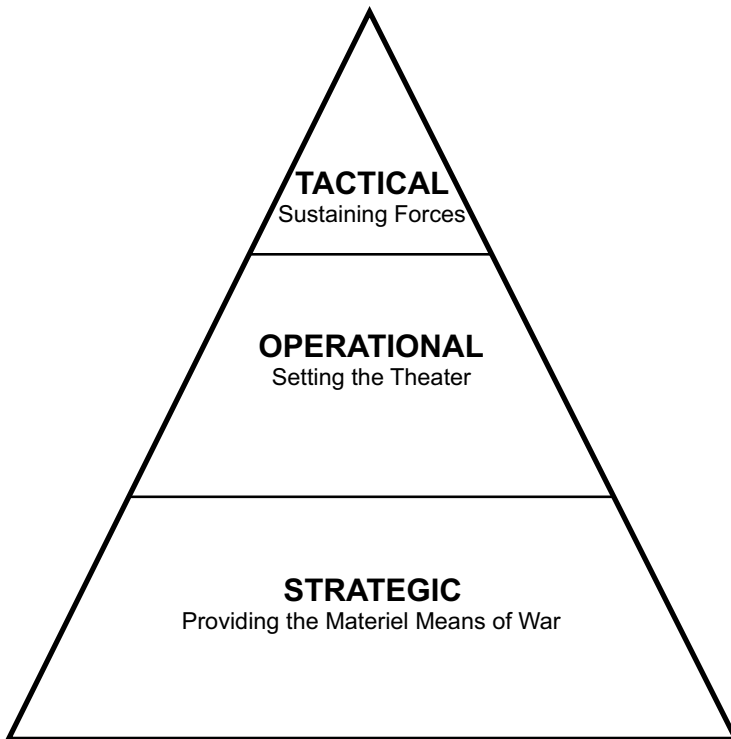 TACTICAL
Sustaining Forces
OPERATIONAL
Setting the Theater
STRATEGIC
Providing the Materiel Means of War